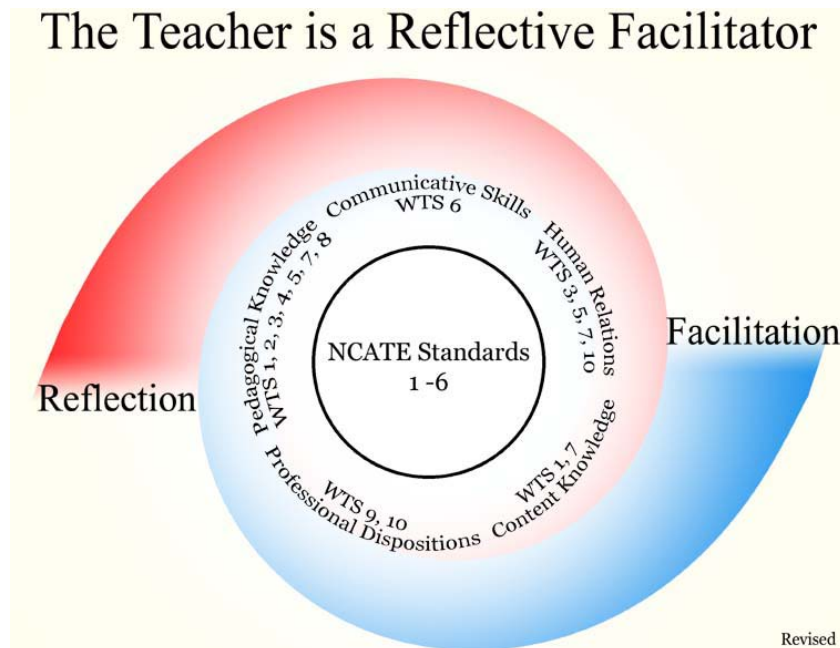 The Teacher is a Reflective Facilitator
Communicative Skills
WTS 6
Human Relations
WTS 3, 5, 7, 10
Pedagogical Knowledge
WTS 1, 2, 3, 4, 5, 7, 8
NCATE Standards
1 -6
Facilitation
Reflection
WTS 1, 7
Content Knowledge
WTS 9, 10
Professional Dispositions
Revised